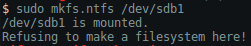 $ sudo mkfs.ntfs /dev/sdb1
/dev/sdb1 is mounted.
Refusing to make a filesystem here!